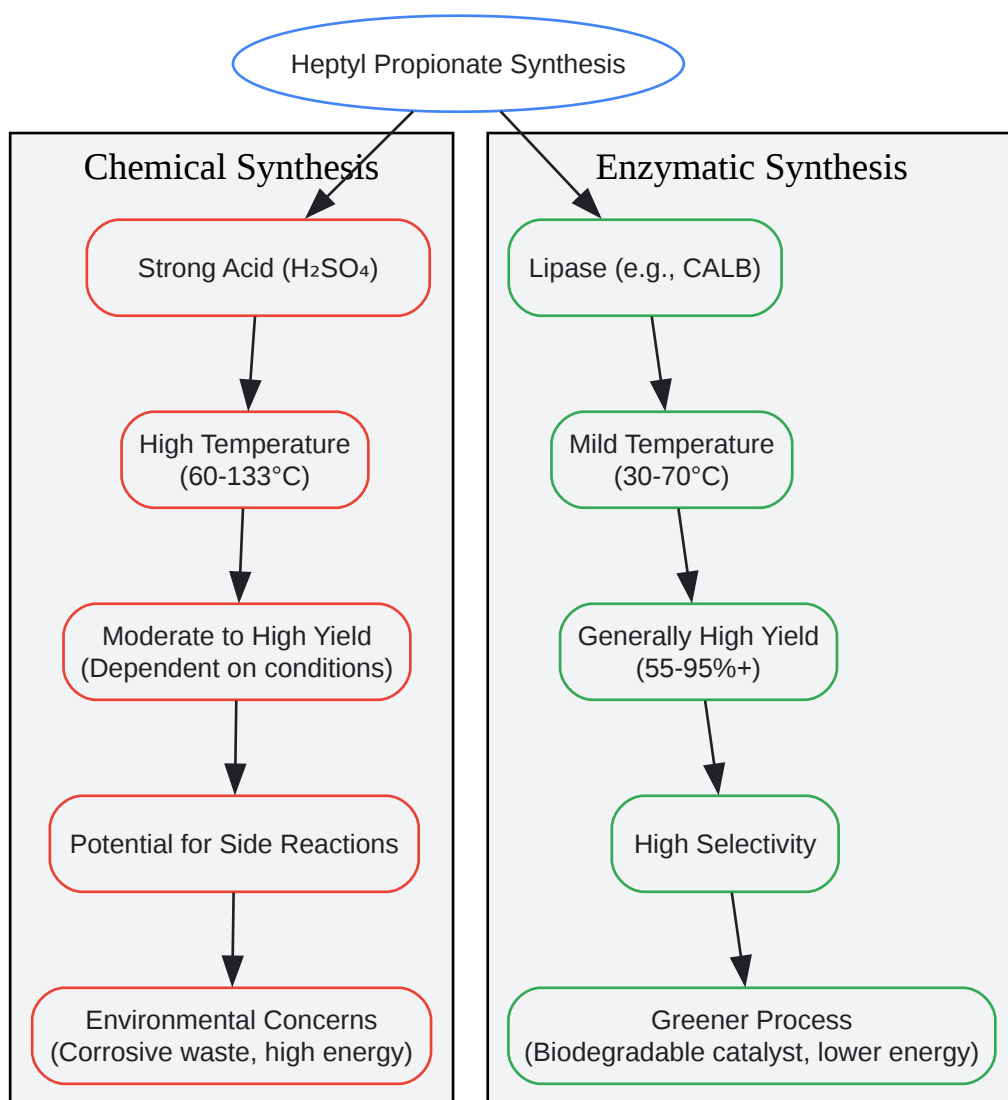 Heptyl Propionate Synthesis
Chemical Synthesis
Strong Acid (H₂SO₄)
High Temperature
(60-133°C)
Moderate to High Yield
(Dependent on conditions)
Potential for Side Reactions
Environmental Concerns
(Corrosive waste, high energy)
Enzymatic Synthesis
Lipase (e.g., CALB)
Mild Temperature
(30-70°C)
Generally High Yield
(55-95%+)
High Selectivity
Greener Process
(Biodegradable catalyst, lower energy)